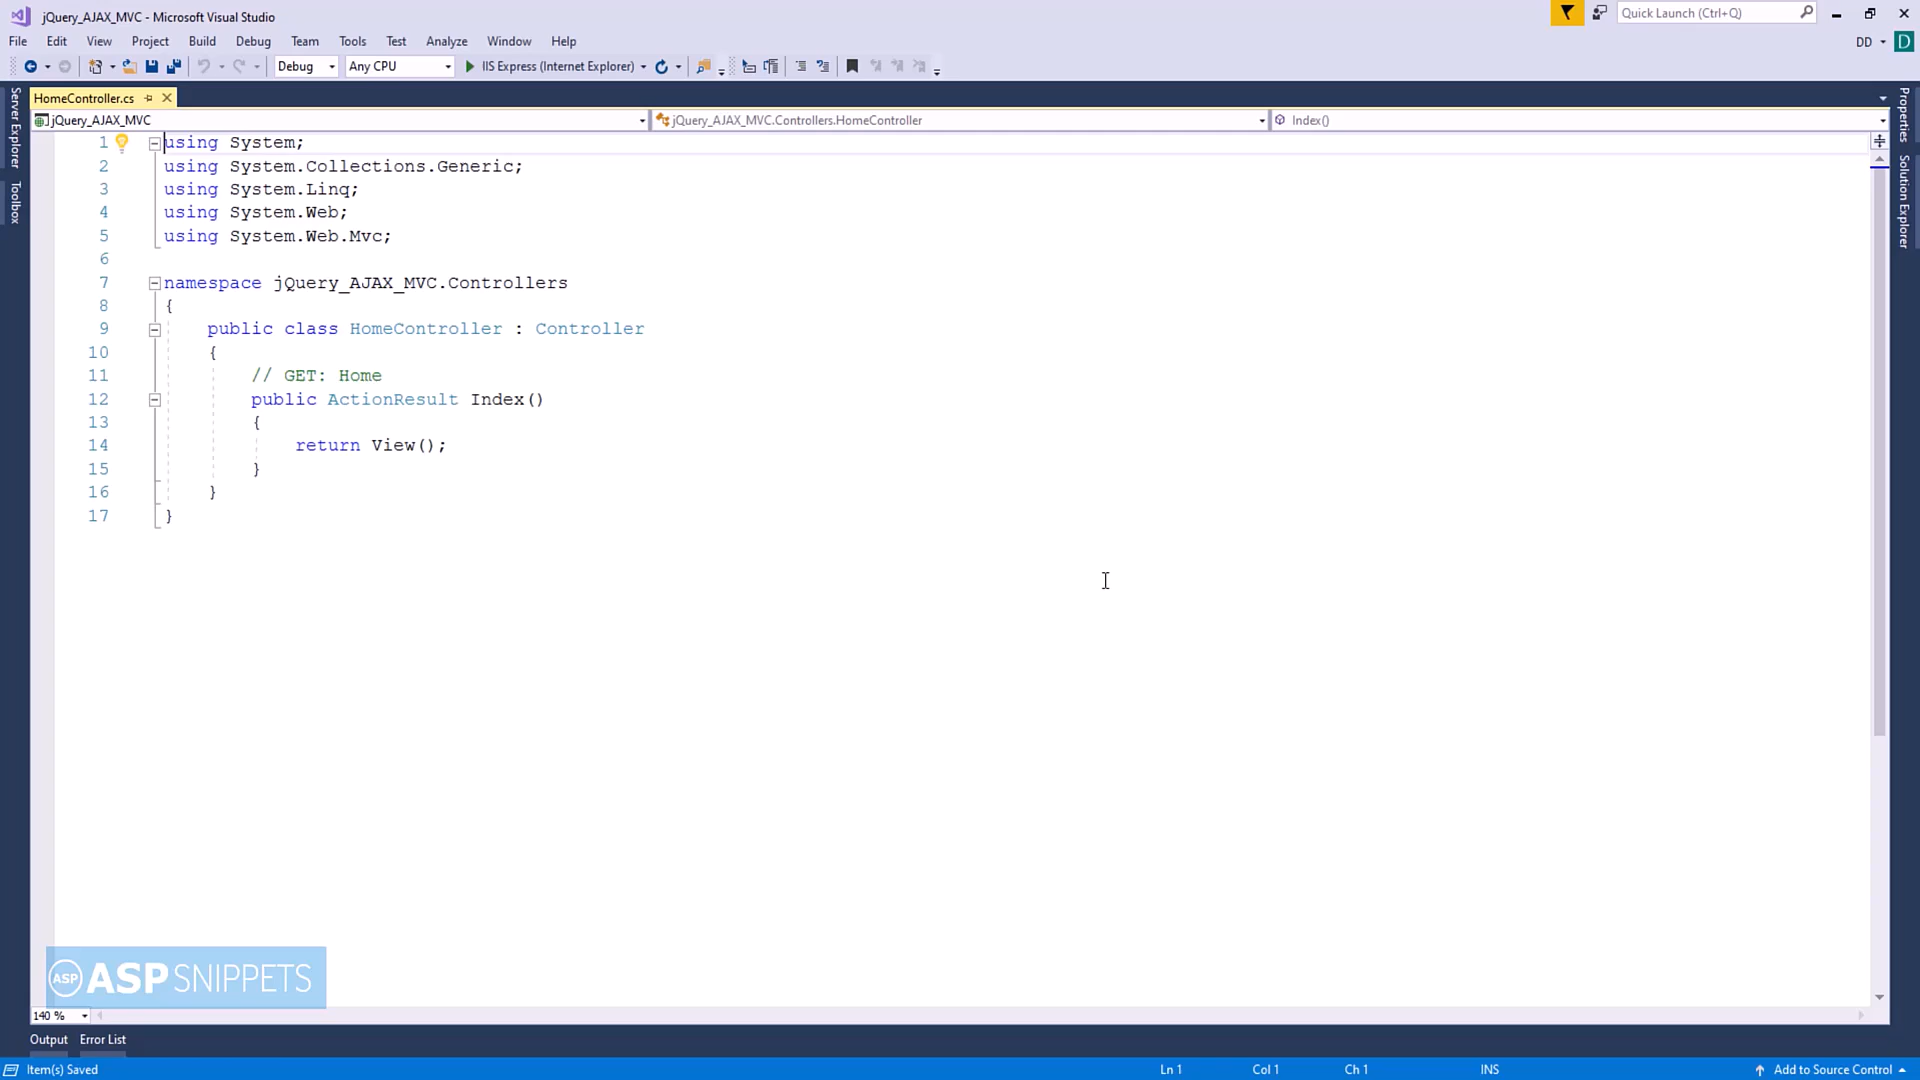 jQuery_AJAX_MVC - Microsoft Visual Studio
Quick Launch (Ctrl+Q)
File Edit View Project Build Debug Team Tools Test Analyze Window Help
DD D
Debug Any CPU IIS Express (Internet Explorer)
Server Explorer
Toolbox
Properties
Solution Explorer
HomeController.cs
jQuery_AJAX_MVC jQuery_AJAX_MVC.Controllers.HomeController Index()
1 using System;
2 using System.Collections.Generic;
3 using System.Linq;
4 using System.Web;
5 using System.Web.Mvc;
6
7 namespace jQuery_AJAX_MVC.Controllers
8 {
9 public class HomeController : Controller
10 {
11 // GET: Home
12 public ActionResult Index()
13 {
14 return View();
15 }
16 }
17 }
ASP ASPSNIPPETS
140 %
Output Error List
Item(s) Saved Ln 1 Col 1 Ch 1 INS Add to Source Control